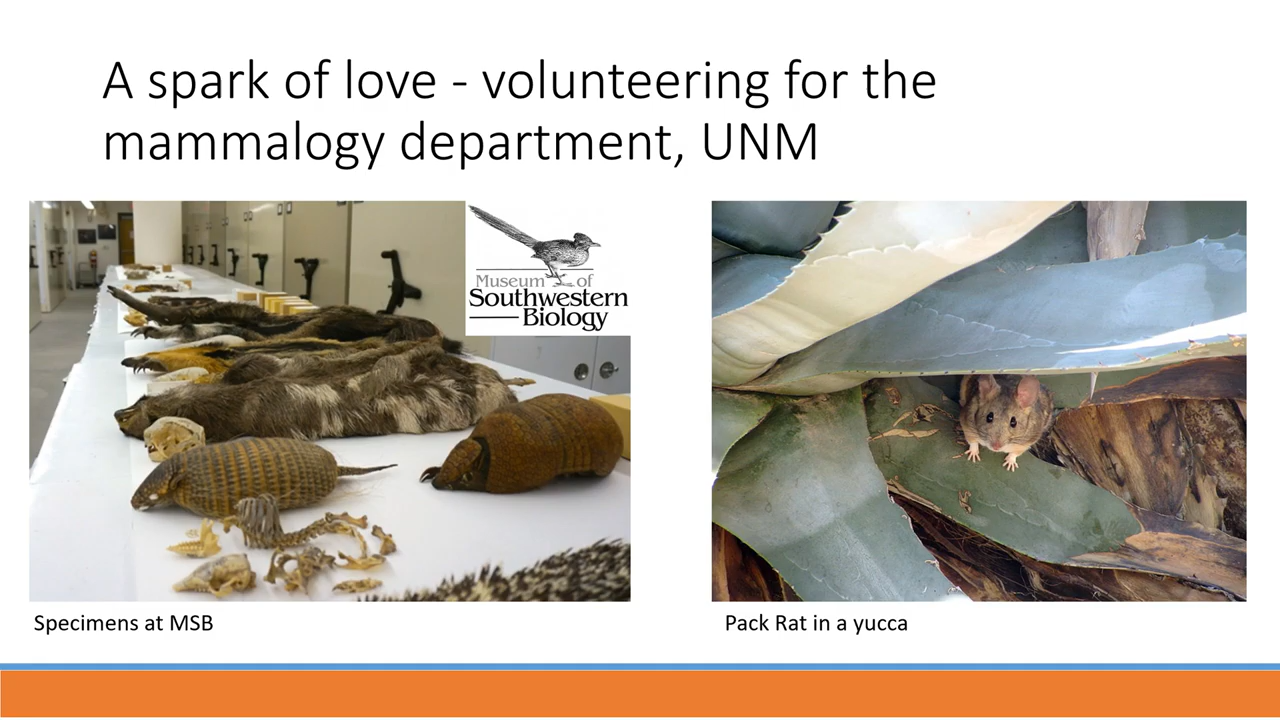 A spark of love - volunteering for the
mammalogy department, UNM
Museum of
Southwestern
Biology
Specimens at MSB
Pack Rat in a yucca